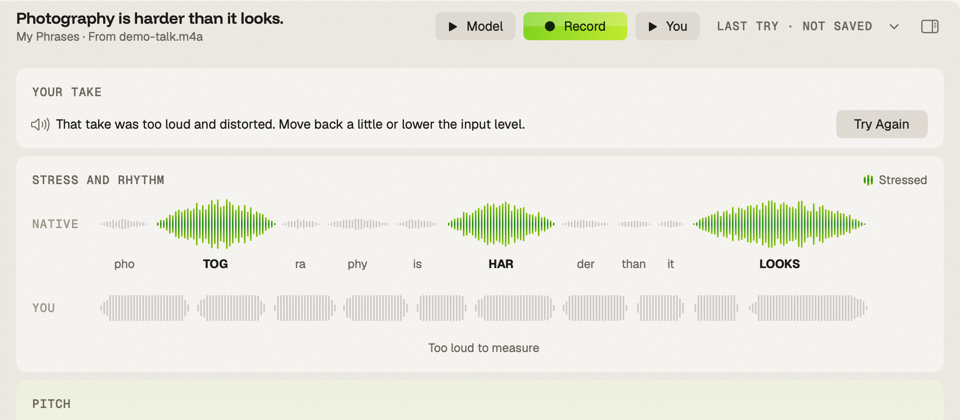 Photography is harder than it looks.
My Phrases · From demo-talk.m4a
Model
Record
You
LAST TRY · NOT SAVED
YOUR TAKE
That take was too loud and distorted. Move back a little or lower the input level.
Try Again
STRESS AND RHYTHM
Stressed
NATIVE
pho TOG ra phy is HAR der than it LOOKS
YOU
Too loud to measure
PITCH